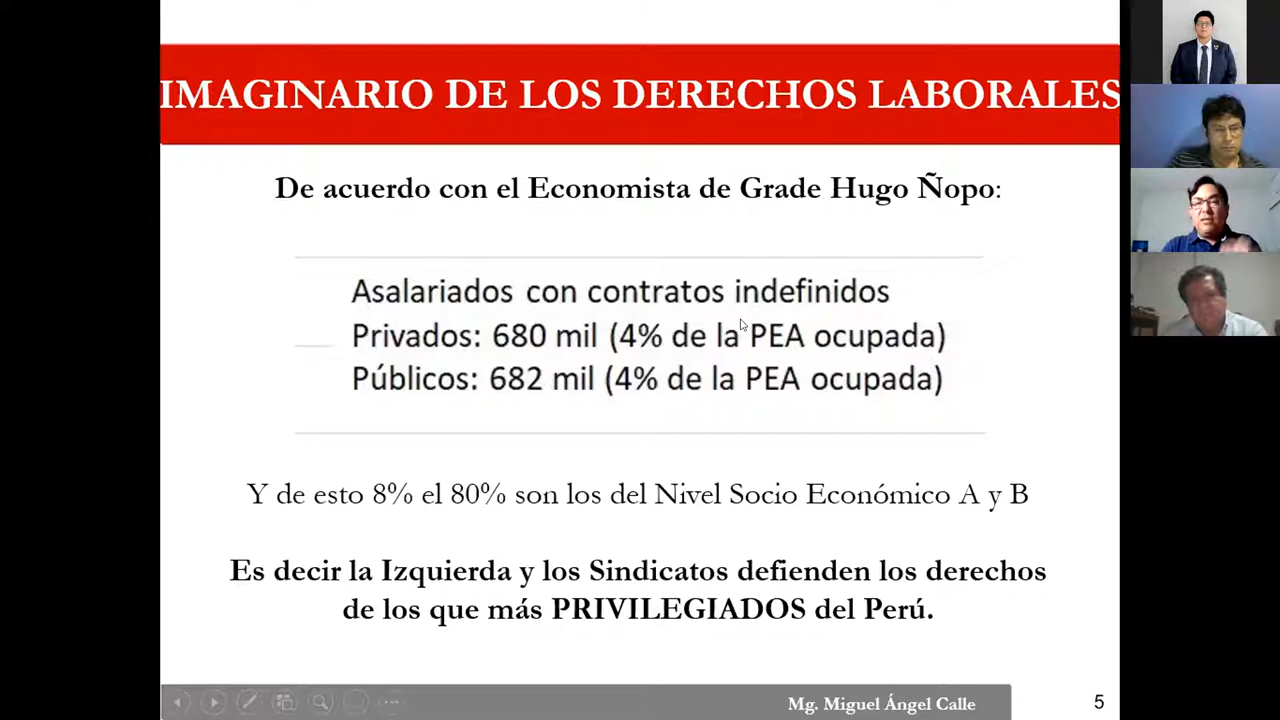 IMAGINARIO DE LOS DERECHOS LABORALES
De acuerdo con el Economista de Grade Hugo Ñopo:
Asalariados con contratos indefinidos
Privados: 680 mil (4% de la PEA ocupada)
Públicos: 682 mil (4% de la PEA ocupada)
Y de esto 8% el 80% son los del Nivel Socio Económico A y B
Es decir la Izquierda y los Sindicatos defienden los derechos
de los que más PRIVILEGIADOS del Perú.
Mg. Miguel Ángel Calle
5